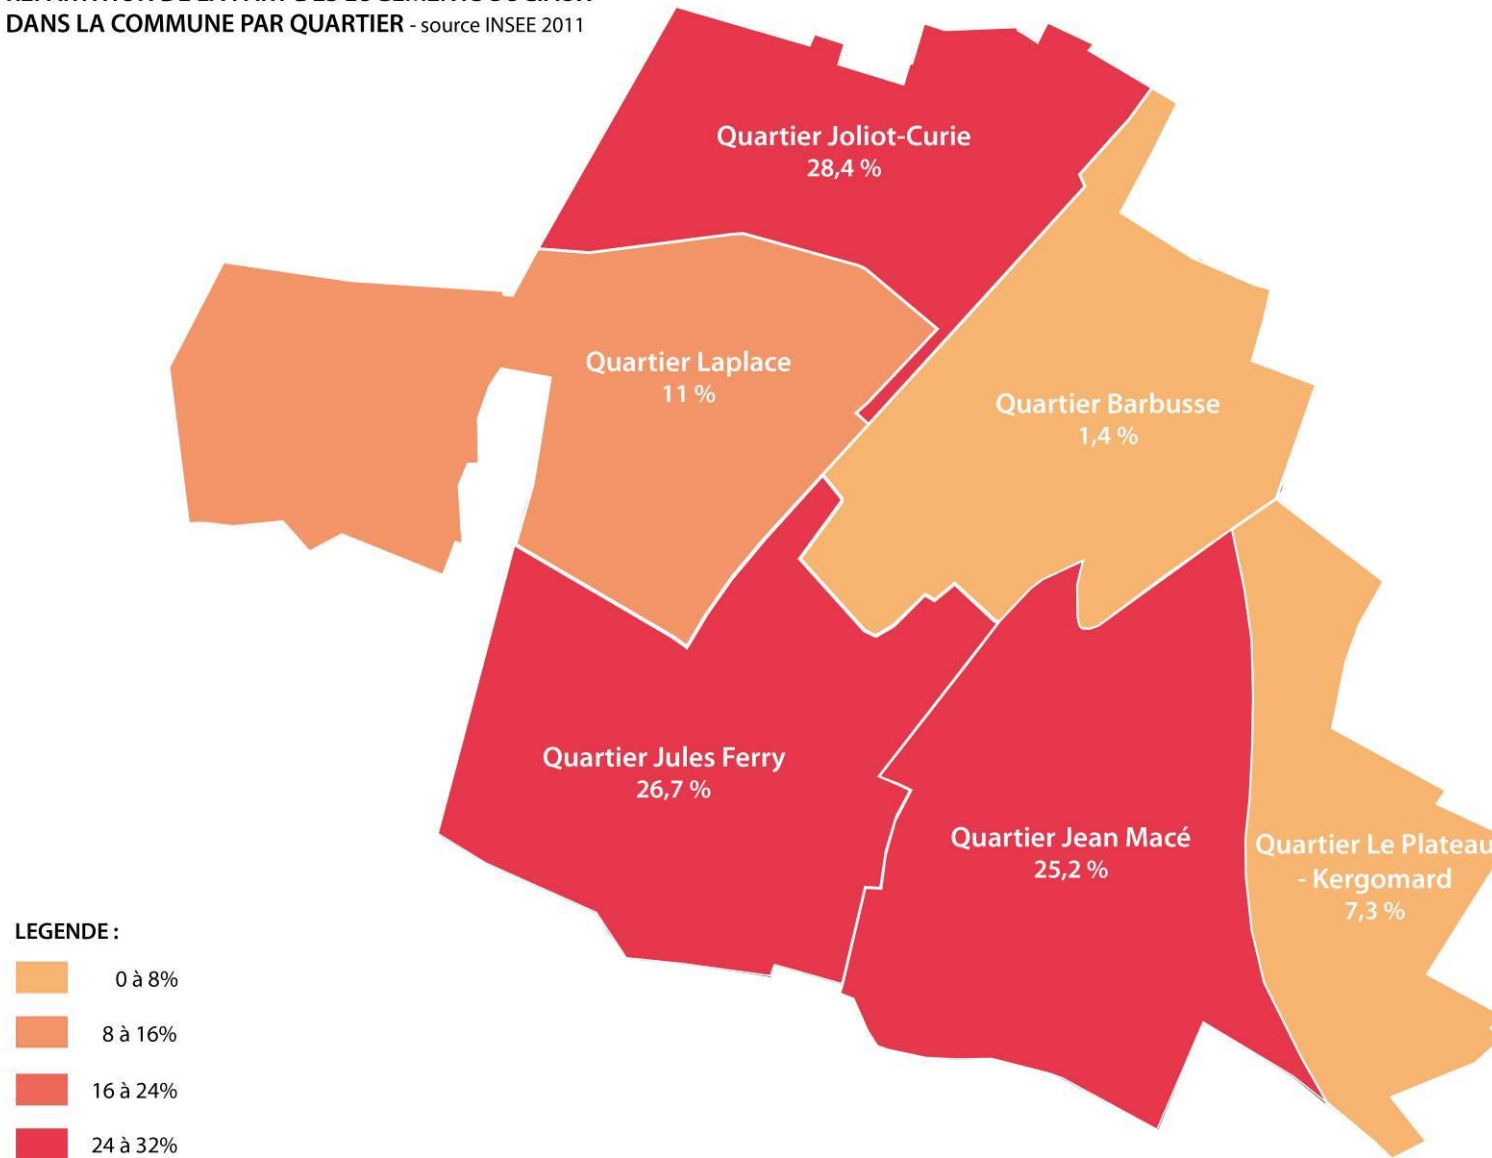 DANS LA COMMUNE PAR QUARTIER - source INSEE 2011
Quartier Joliot-Curie
28,4 %
Quartier Laplace
11 %
Quartier Barbusse
1,4 %
Quartier Jules Ferry
26,7 %
Quartier Jean Macé
25,2 %
Quartier Le Plateau
- Kergomard
7,3 %
LEGENDE :
0 à 8%
8 à 16%
16 à 24%
24 à 32%